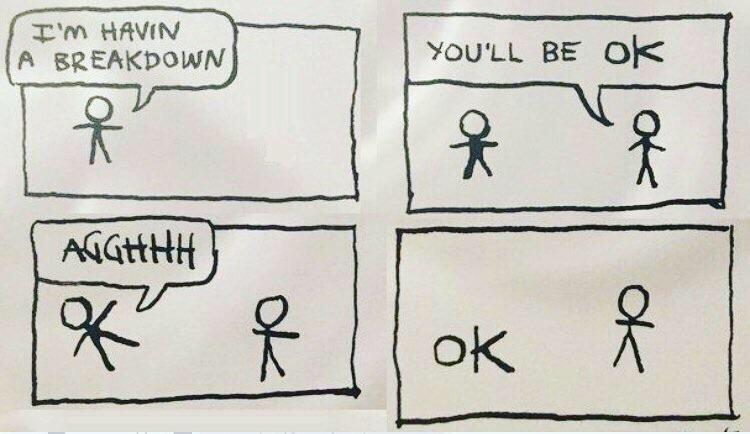 I'M HAVIN
A BREAKDOWN
YOU'LL BE OK
AGGHHH
OK